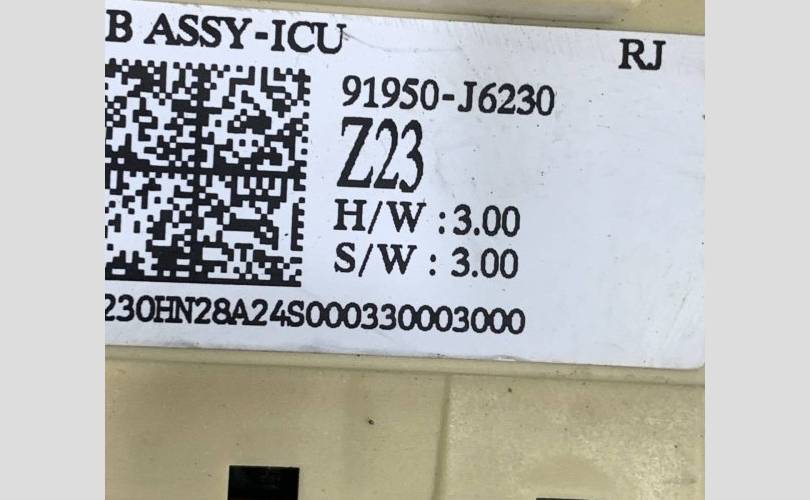 B ASSY-ICU
RJ
91950-J6230
Z23
H/W : 3.00
S/W : 3.00
230HN28A24S000330003000